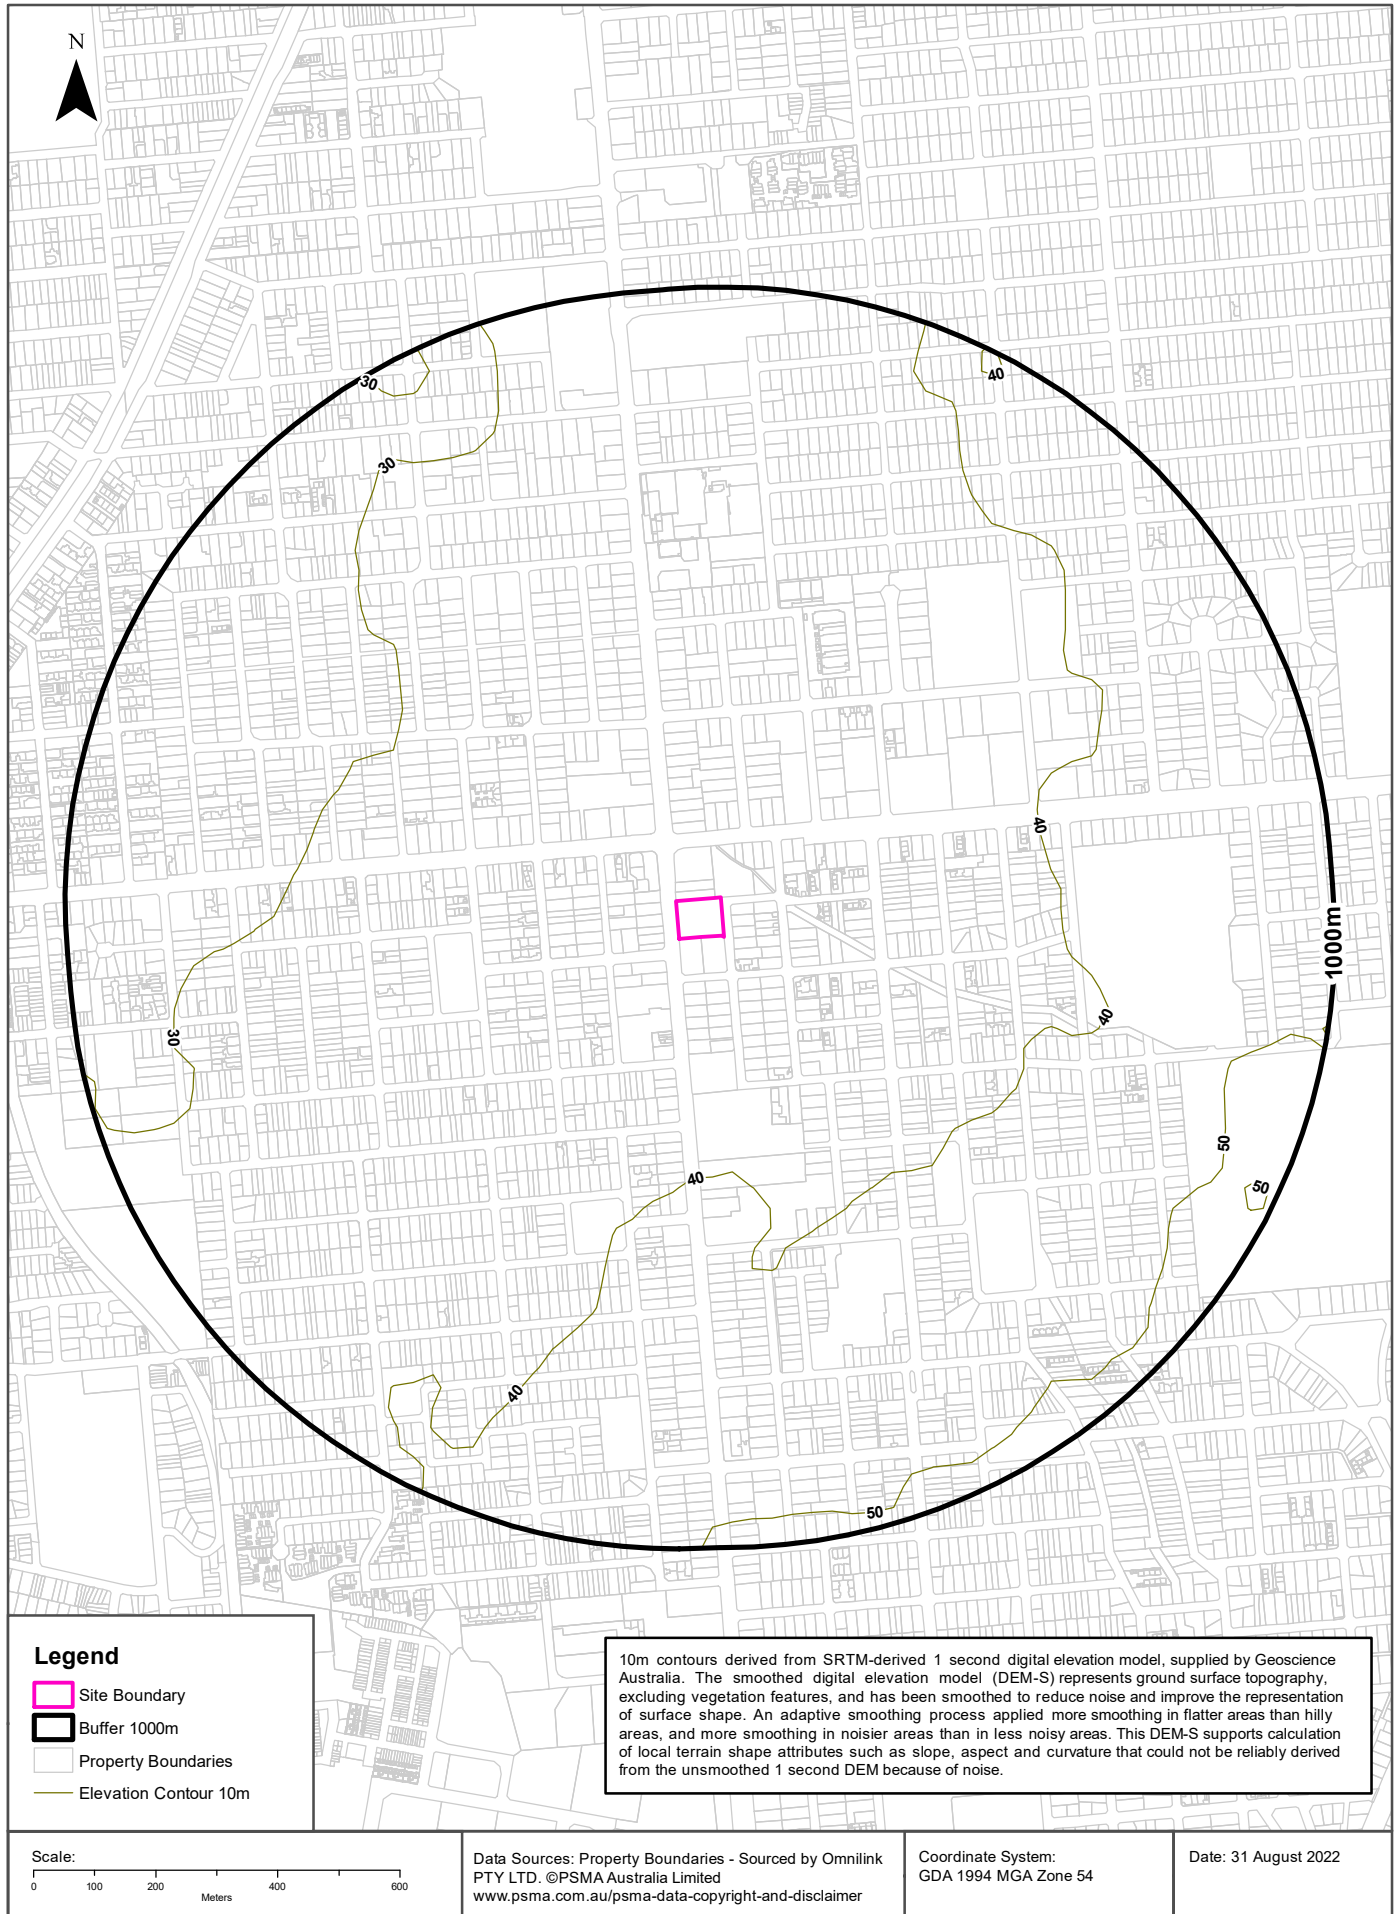 N
30
40
30
40
1000m
30
40
50
40
50
40
50
Legend
Site Boundary
Buffer 1000m
Property Boundaries
Elevation Contour 10m
10m contours derived from SRTM-derived 1 second digital elevation model, supplied by Geoscience
Australia. The smoothed digital elevation model (DEM-S) represents ground surface topography,
excluding vegetation features, and has been smoothed to reduce noise and improve the representation
of surface shape. An adaptive smoothing process applied more smoothing in flatter areas than hilly
areas, and more smoothing in noisier areas than in less noisy areas. This DEM-S supports calculation
of local terrain shape attributes such as slope, aspect and curvature that could not be reliably derived
from the unsmoothed 1 second DEM because of noise.
Scale:
0 100 200 400 600
Meters
Data Sources: Property Boundaries - Sourced by Omnilink
PTY LTD. ©PSMA Australia Limited
www.psma.com.au/psma-data-copyright-and-disclaimer
Coordinate System:
GDA 1994 MGA Zone 54
Date: 31 August 2022